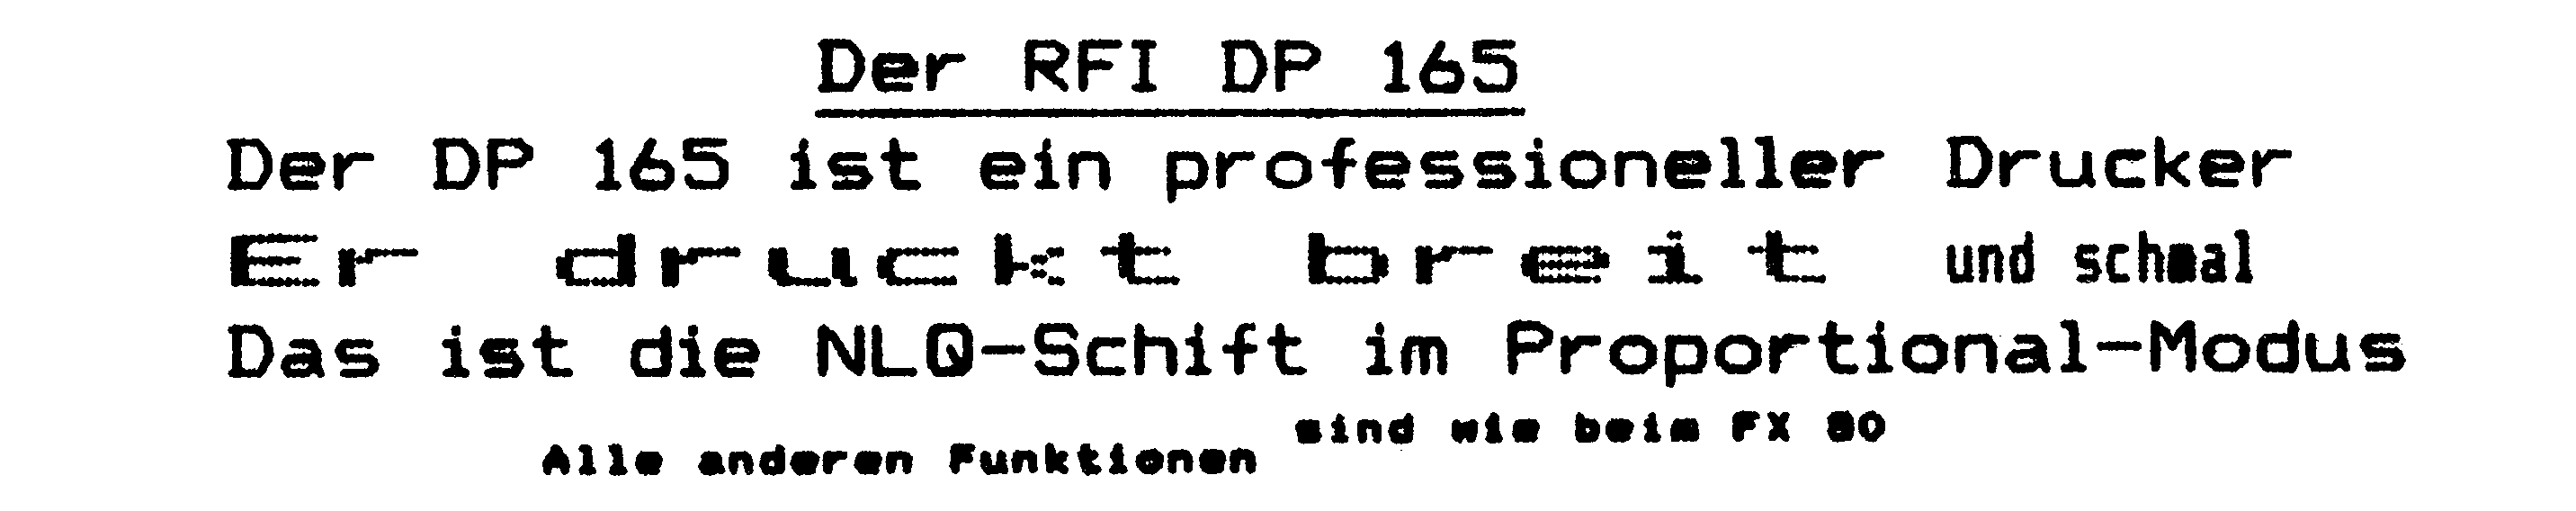 Der RFI DP 165
Der DP 165 ist ein professioneller Drucker
Er druckt breit und schmal
Das ist die NLQ-Schift im Proportional-Modus
Alle anderen Funktionen sind wie beim FX 80